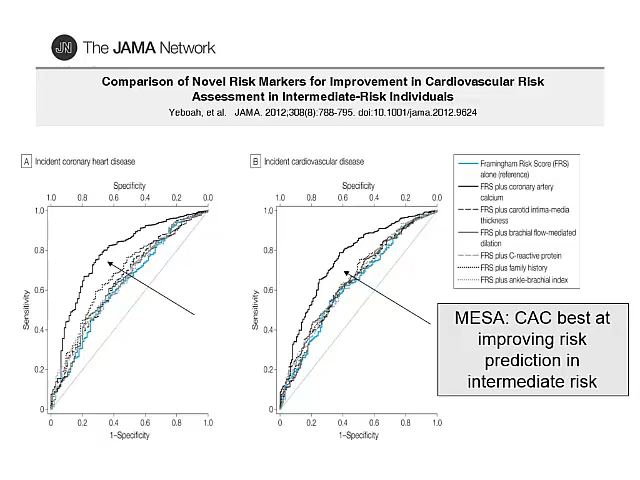 JN The JAMA Network
Comparison of Novel Risk Markers for Improvement in Cardiovascular Risk
Assessment in Intermediate-Risk Individuals
Yeboah, et al. JAMA. 2012;308(8):788-795. doi:10.1001/jama.2012.9624
A Incident coronary heart disease
Specificity
1.0 0.8 0.6 0.4 0.2 0.0
Sensitivity
1.0
0.8
0.6
0.4
0.2
0
0 0.2 0.4 0.6 0.8 1.0
1–Specificity
B Incident cardiovascular disease
Specificity
1.0 0.8 0.6 0.4 0.2 0.0
Sensitivity
1.0
0.8
0.6
0.4
0.2
0
0 0.2 0.4 0.6 0.8 1.0
1–Specificity
Framingham Risk Score (FRS)
alone (reference)
FRS plus coronary artery
calcium
FRS plus carotid intima-media
thickness
FRS plus brachial flow-mediated
dilation
FRS plus C-reactive protein
FRS plus family history
FRS plus ankle-brachial index
MESA: CAC best at
improving risk
prediction in
intermediate risk